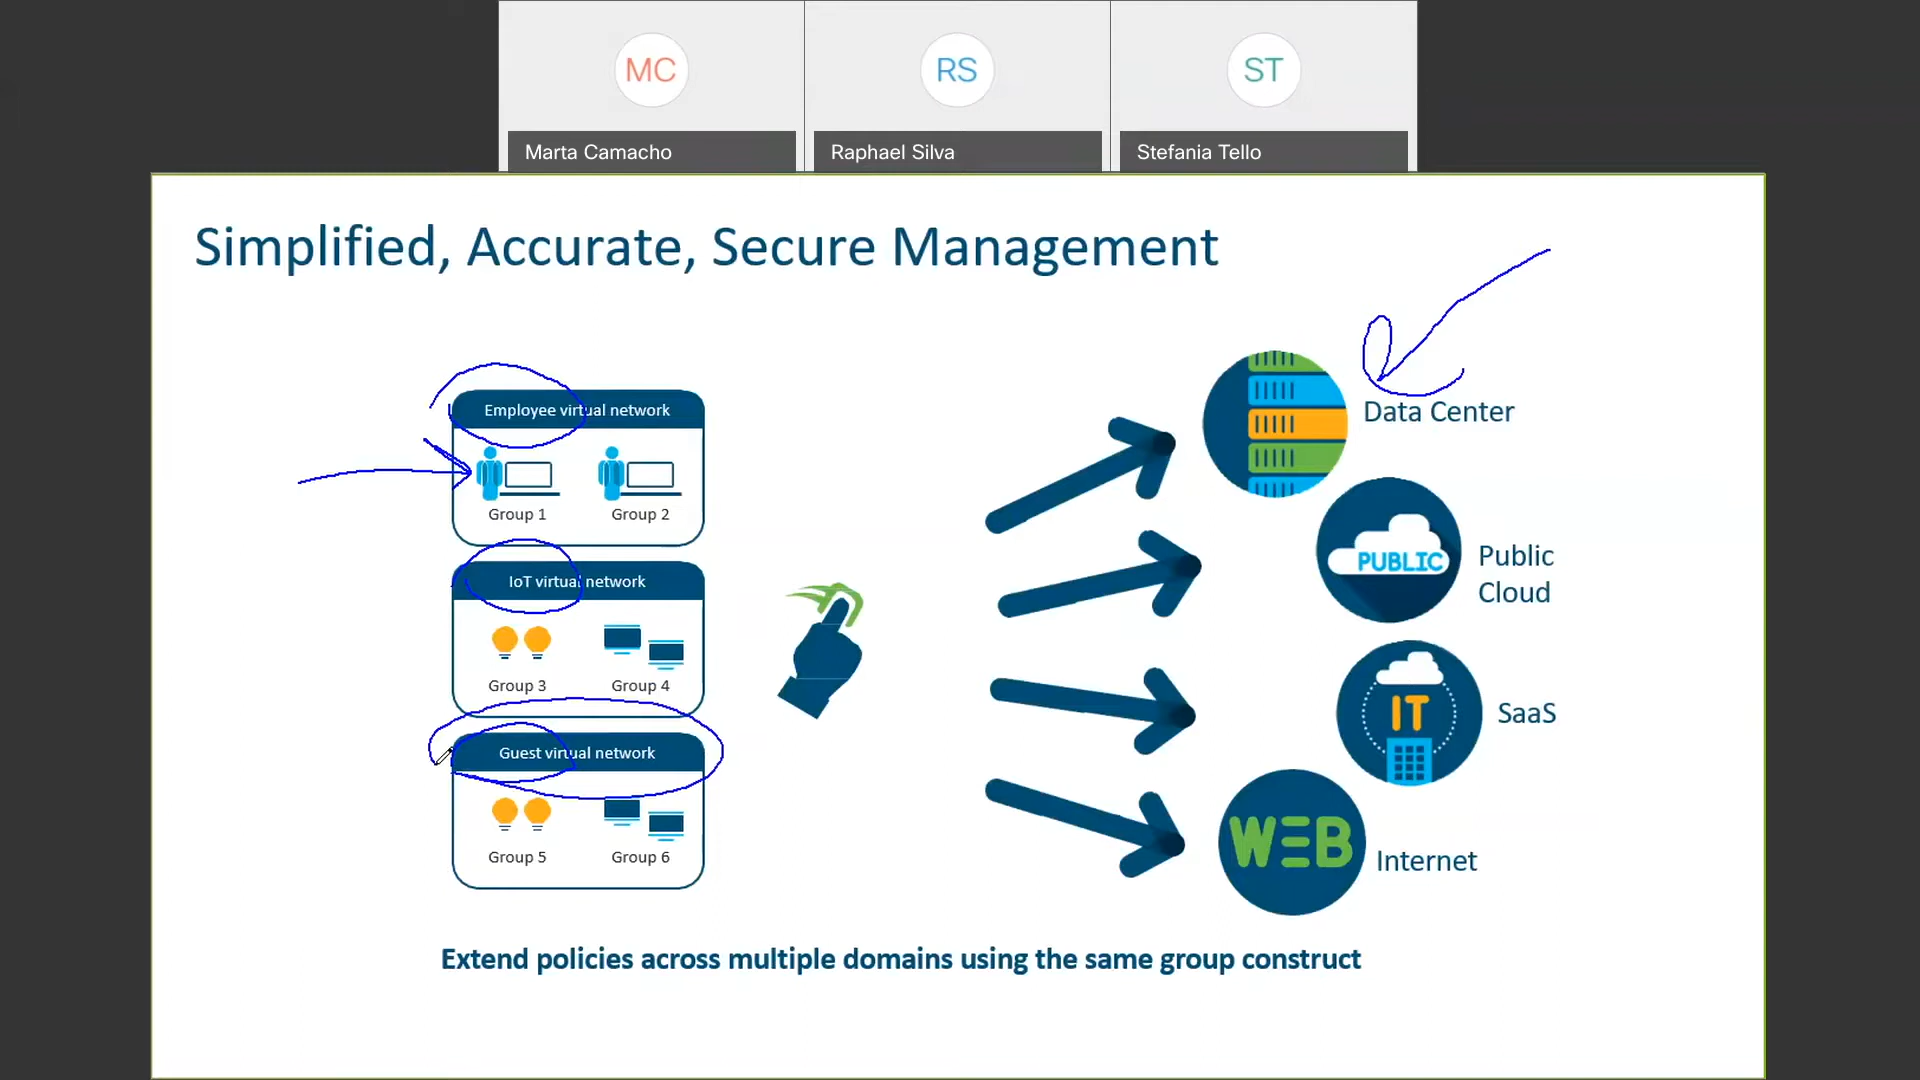 MC
RS
ST
Marta Camacho
Raphael Silva
Stefania Tello
Simplified, Accurate, Secure Management
Employee virtual network
Group 1
Group 2
IoT virtual network
Group 3
Group 4
Guest virtual network
Group 5
Group 6
Data Center
PUBLIC
Public
Cloud
IT
SaaS
WEB
Internet
Extend policies across multiple domains using the same group construct